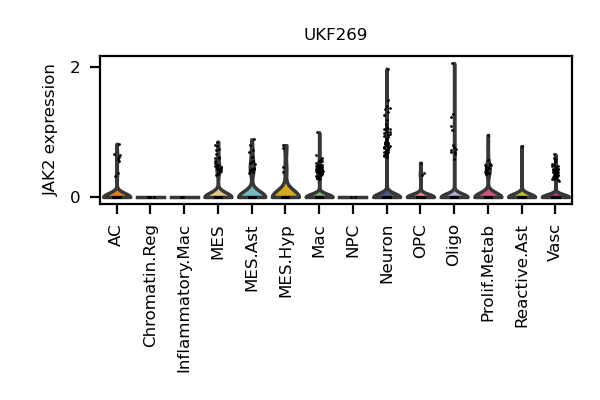 UKF269
JAK2 expression
2
0
AC
Chromatin.Reg
Inflammatory.Mac
MES
MES.Ast
MES.Hyp
Mac
NPC
Neuron
OPC
Oligo
Prolif.Metab
Reactive.Ast
Vasc